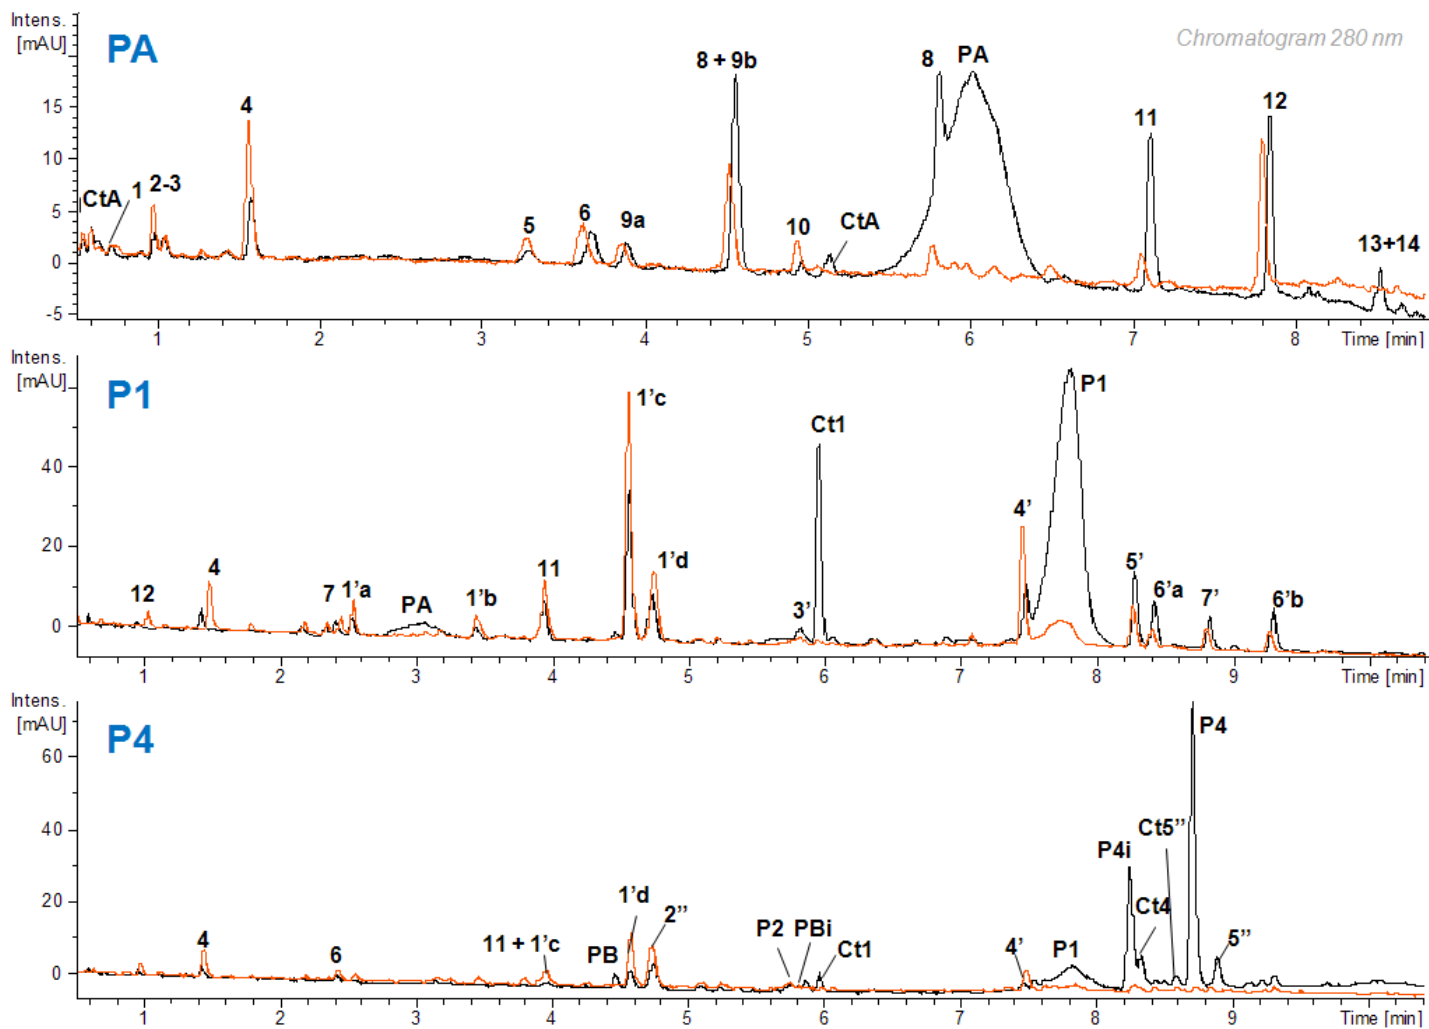 Intens.
[mAU]
PA
Chromatogram 280 nm
8 + 9b
8
PA
15
4
11
12
10
CtA
1
2-3
5
5
6
9a
10
CtA
13+14
0
-5
1
2
3
4
5
6
7
8
Time [min]
Intens.
[mAU]
P1
1'c
P1
Ct1
40
4'
20
12
4
7
1'a
PA
1'b
11
1'd
3'
5'
6'a
7'
6'b
0
1
2
3
4
5
6
7
8
9
Time [min]
Intens.
[mAU]
P4
P4
60
Ct5''
40
P4i
Ct4
20
4
6
11 + 1'c
PB
1'd
2''
P2
PBi
Ct1
4'
P1
5''
0
1
2
3
4
5
6
7
8
9
Time [min]